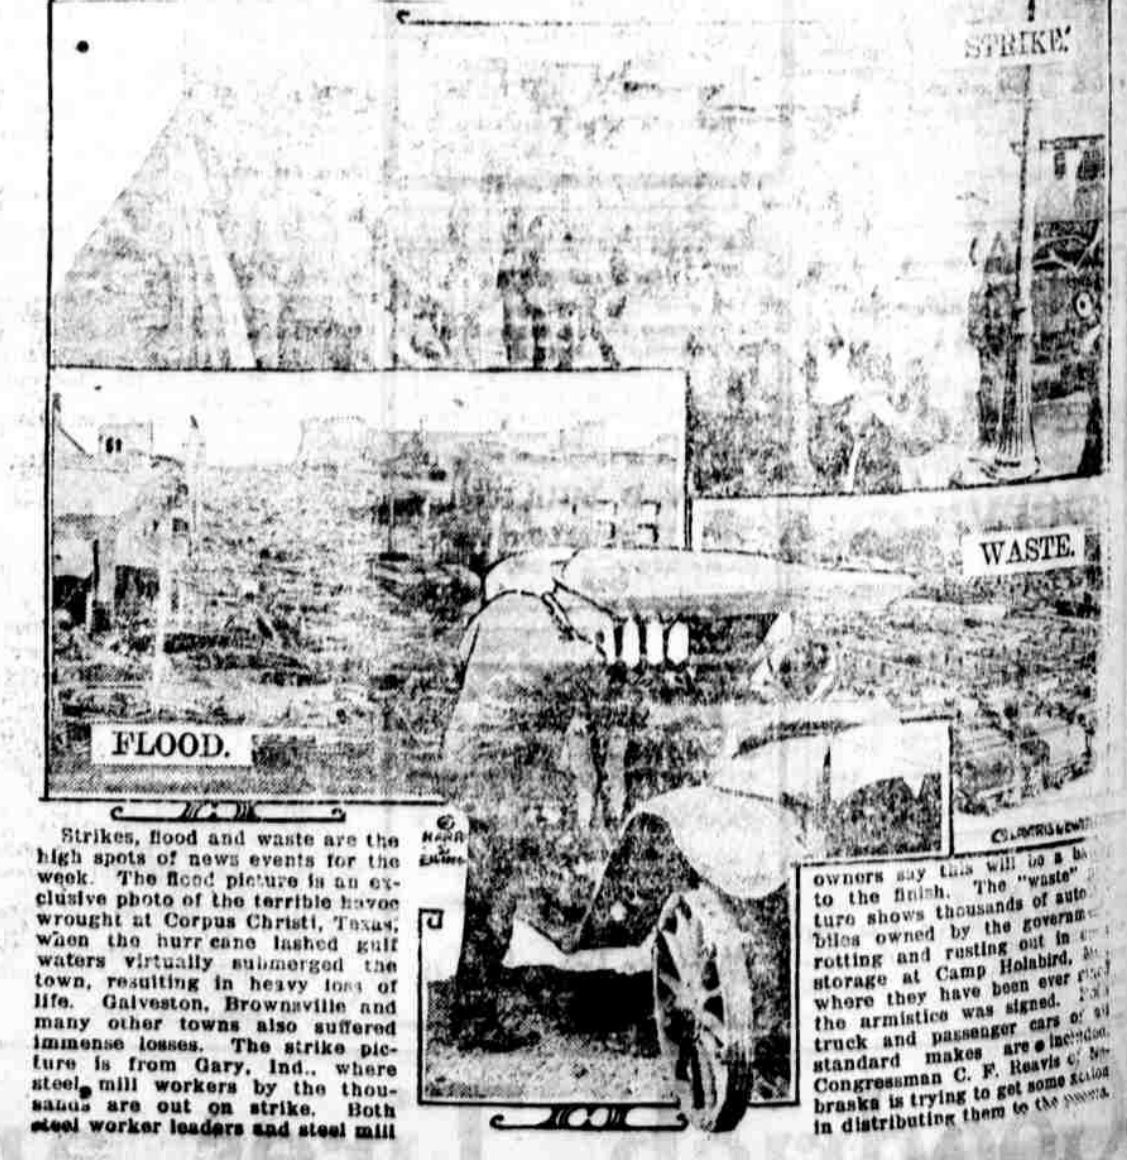 STRIKE.
WASTE.
FLOOD.
Strikes, flood and waste are the
high spots of news events for the
week. The flood picture is an ex-
clusive photo of the terrible havoc
wrought at Corpus Christi, Texas,
when the hurricane lashed gulf
waters virtually submerged the
town, resulting in heavy loss of
life. Galveston, Brownsville and
many other towns also suffered
immense losses. The strike pic-
ture is from Gary, Ind., where
steel mill workers by the thou-
sands are out on strike. Both
steel worker leaders and steel mill
owners say this will be a
to the finish. The "waste"
ture shows thousands of auto
biles owned by the
rotting and rusting out in
storage at Camp Holabird,
where they have been ever
the armistice was signed.
truck and passenger cars of all
standard makes are included.
Congressman C. F. Reavis of Ne-
braska is trying to get some action
in distributing them to the